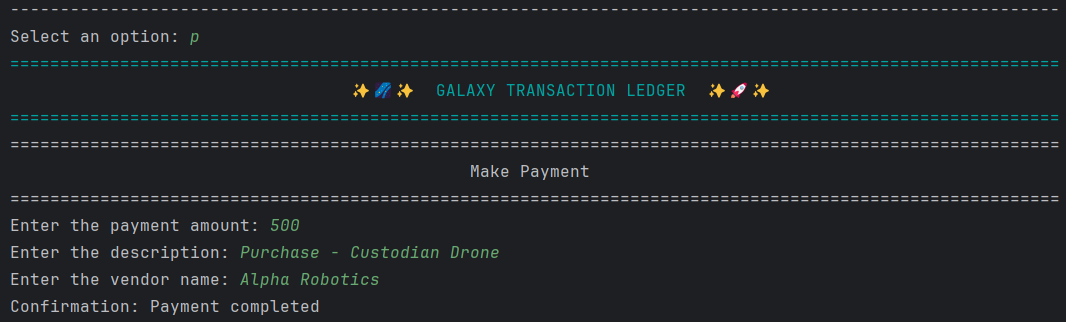 ---------------------------------------------------------------------------------------------------------
Select an option: p
=========================================================================================================
✨🌌✨ GALAXY TRANSACTION LEDGER ✨🚀✨
=========================================================================================================
=========================================================================================================
Make Payment
=========================================================================================================
Enter the payment amount: 500
Enter the description: Purchase - Custodian Drone
Enter the vendor name: Alpha Robotics
Confirmation: Payment completed